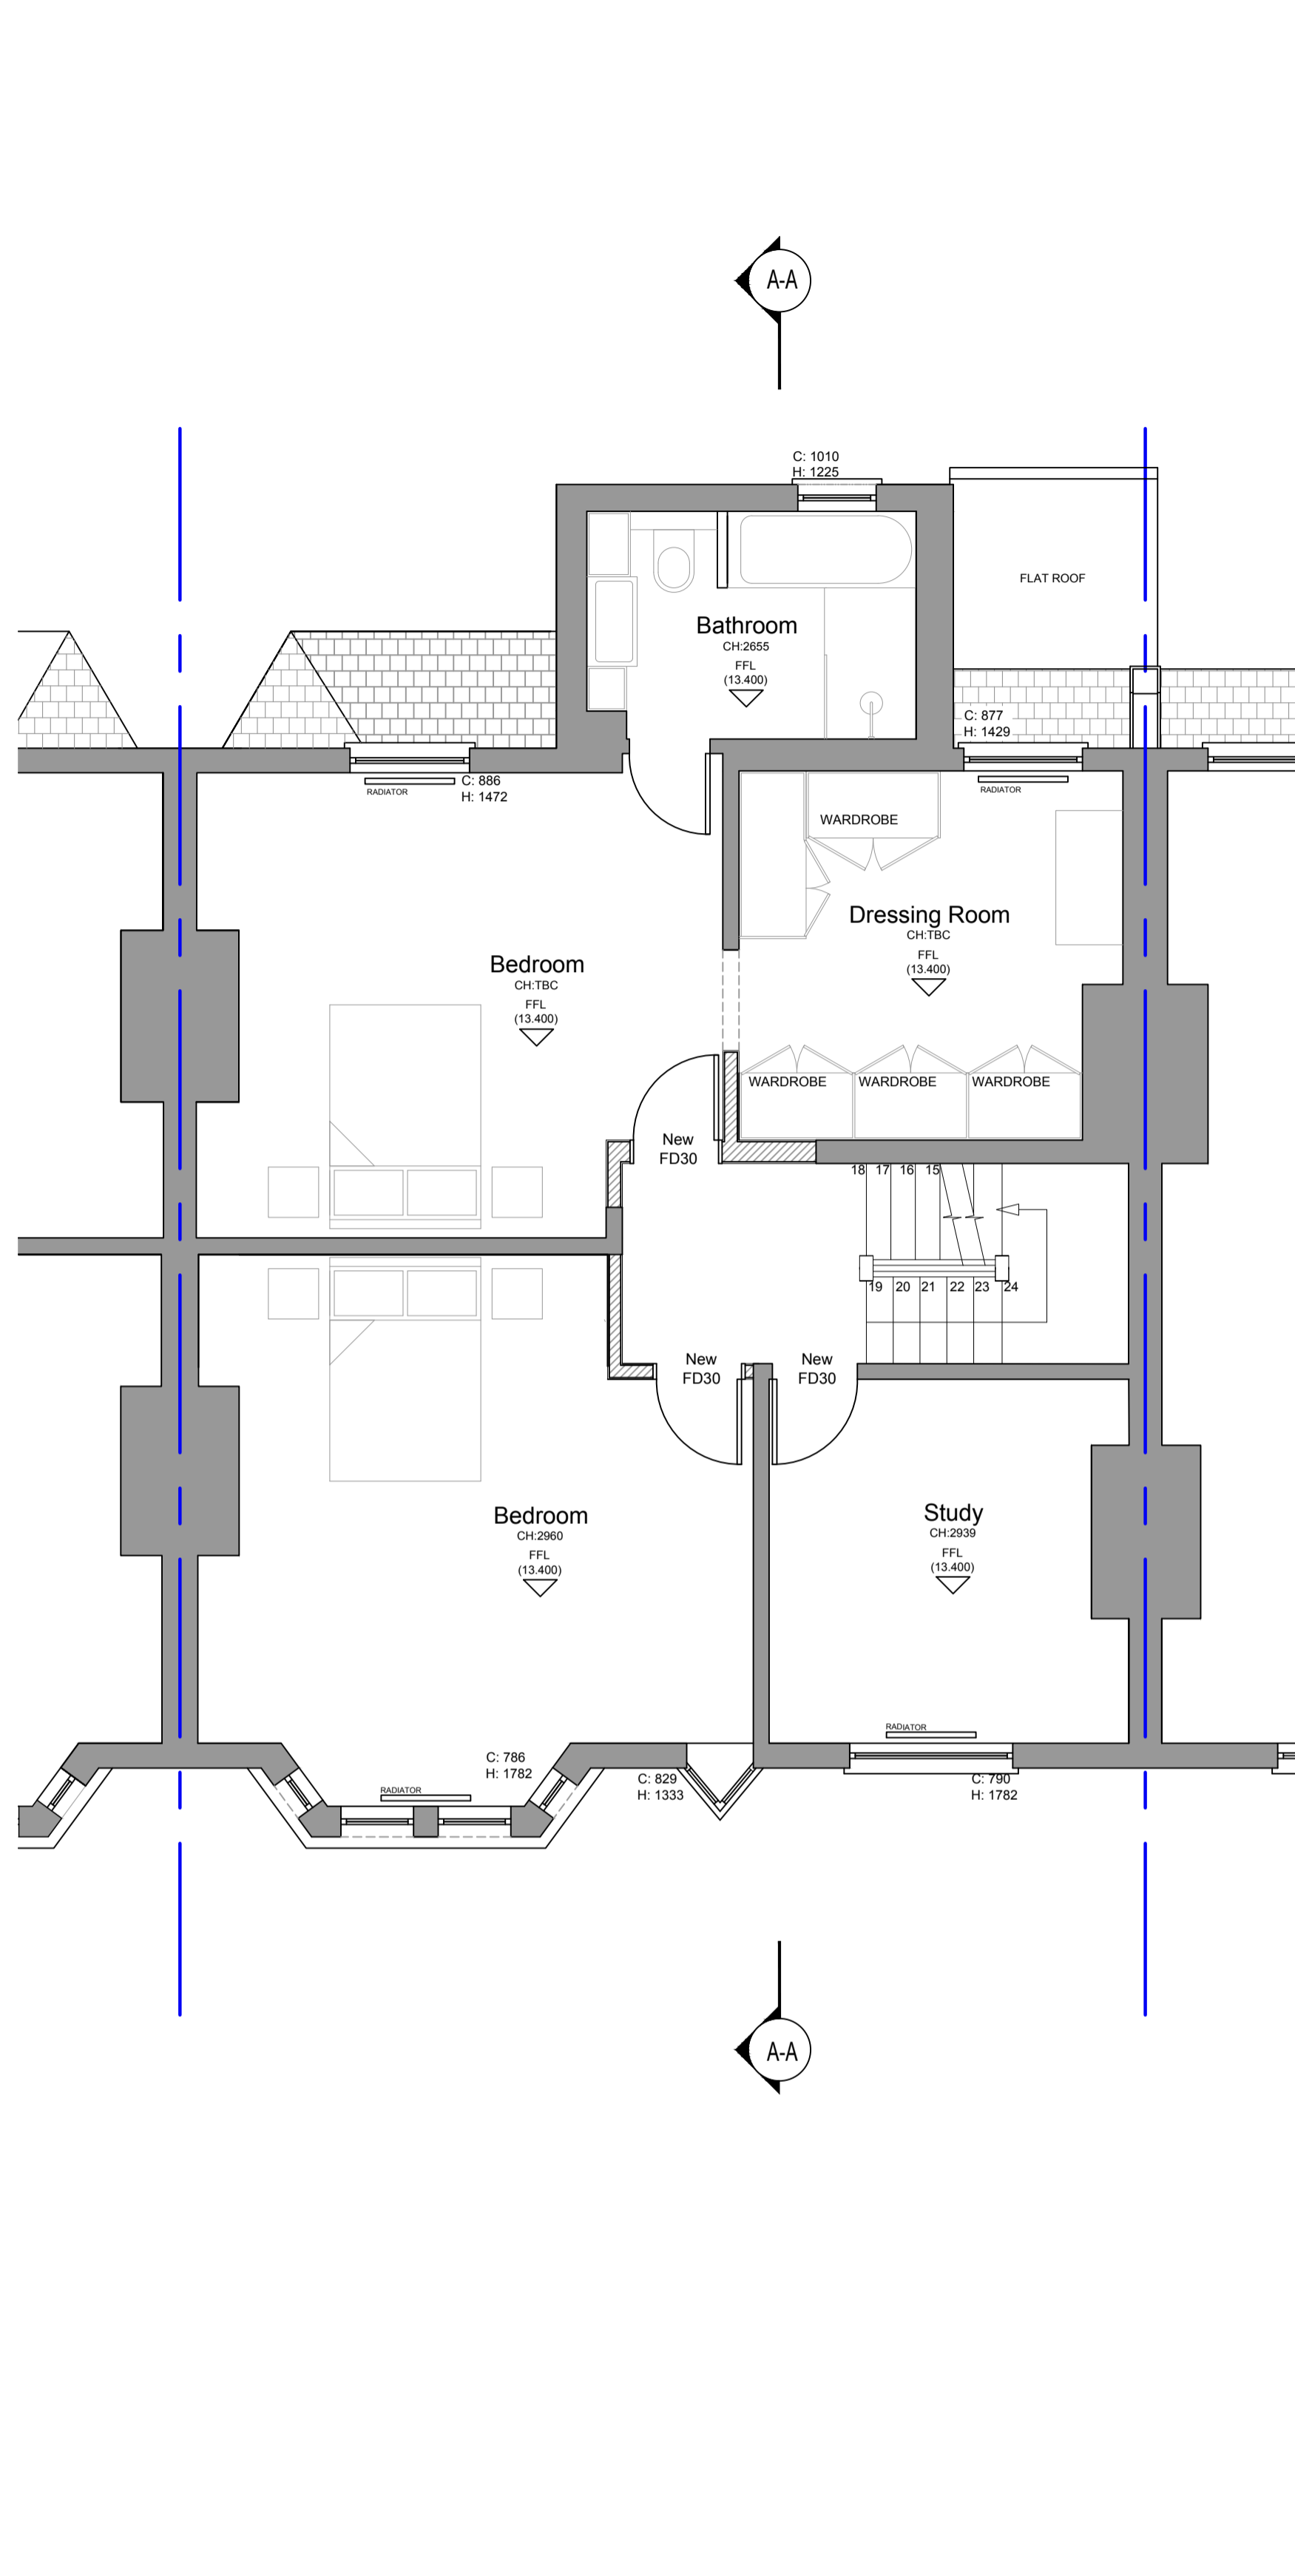 A-A
C: 1010
H: 1225
FLAT ROOF
Bathroom
CH:2655
FFL
(13.400)
C: 877
H: 1429
RADIATOR
C: 886
H: 1472
RADIATOR
WARDROBE
Dressing Room
CH:TBC
FFL
(13.400)
Bedroom
CH:TBC
FFL
(13.400)
WARDROBE
WARDROBE
WARDROBE
New
FD30
18 17 16 15
19 20 21 22 23 24
New
FD30
New
FD30
Bedroom
CH:2960
FFL
(13.400)
Study
CH:2939
FFL
(13.400)
RADIATOR
C: 786
H: 1782
RADIATOR
C: 829
H: 1333
C: 790
H: 1782
A-A